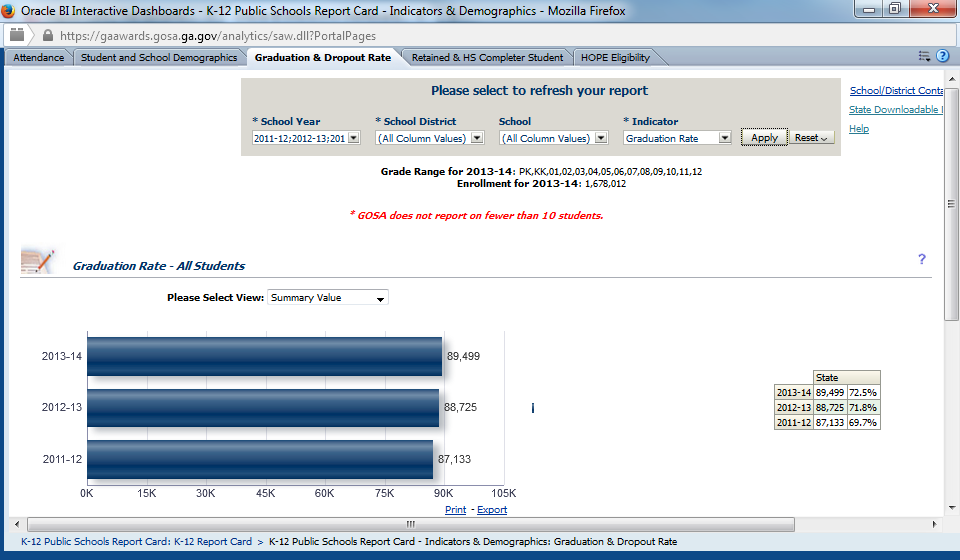 Oracle BI Interactive Dashboards - K-12 Public Schools Report Card - Indicators & Demographics - Mozilla Firefox
https://gaawards.gosa.ga.gov/analytics/saw.dll?PortalPages
Attendance Student and School Demographics Graduation & Dropout Rate Retained & HS Completer Student HOPE Eligibility
Please select to refresh your report
School/District Conta
* School Year * School District School * Indicator
State Downloadable
2011-12;2012-13;201 (All Column Values) (All Column Values) Graduation Rate Apply Reset
Help
Grade Range for 2013-14: PK,KK,01,02,03,04,05,06,07,08,09,10,11,12
Enrollment for 2013-14: 1,678,012
* GOSA does not report on fewer than 10 students.
Graduation Rate - All Students ?
Please Select View: Summary Value
2013-14 89,499
2012-13 88,725
2011-12 87,133
0K 15K 30K 45K 60K 75K 90K 105K
State
2013-14 89,499 72.5%
2012-13 88,725 71.8%
2011-12 87,133 69.7%
Print - Export
K-12 Public Schools Report Card: K-12 Report Card > K-12 Public Schools Report Card - Indicators & Demographics: Graduation & Dropout Rate